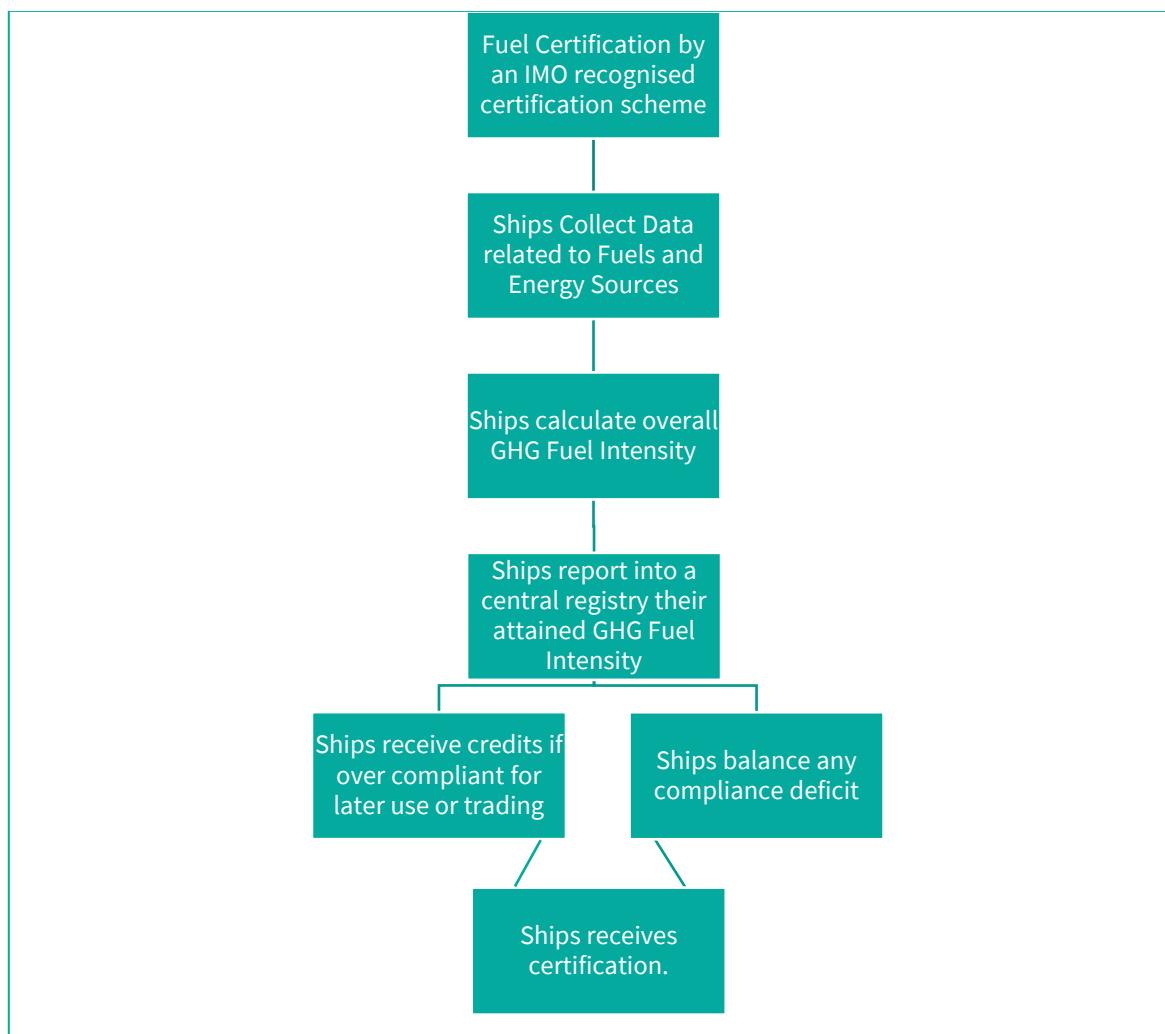 Fuel Certification by
an IMO recognised
certification scheme
Ships Collect Data
related to Fuels and
Energy Sources
Ships calculate overall
GHG Fuel Intensity
Ships report into a
central registry their
attained GHG Fuel
Intensity
Ships receive credits if
over compliant for
later use or trading
Ships balance any
compliance deficit
Ships receives
certification.